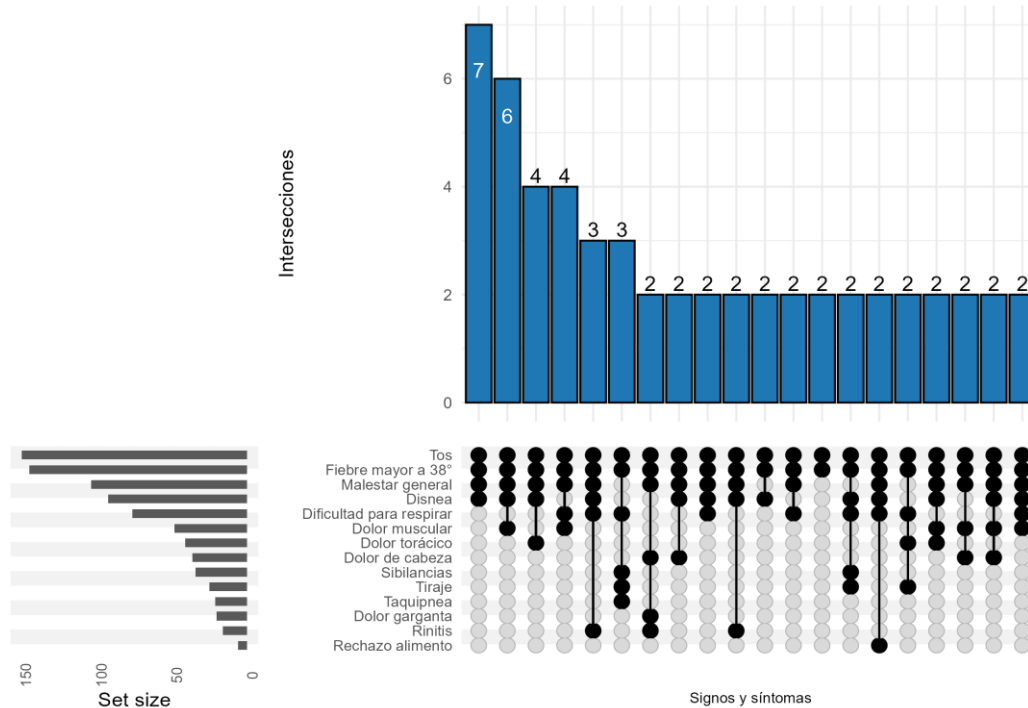 7
6
6
4 4
4
3 3
2 2 2 2 2 2 2 2 2 2 2 2 2 2
2
0
Intersecciones
Tos
Fiebre mayor a 38°
Malestar general
Disnea
Dificultad para respirar
Dolor muscular
Dolor torácico
Dolor de cabeza
Sibilancias
Tiraje
Taquipnea
Dolor garganta
Rinitis
Rechazo alimento
150 100 50 0
Set size
Signos y síntomas